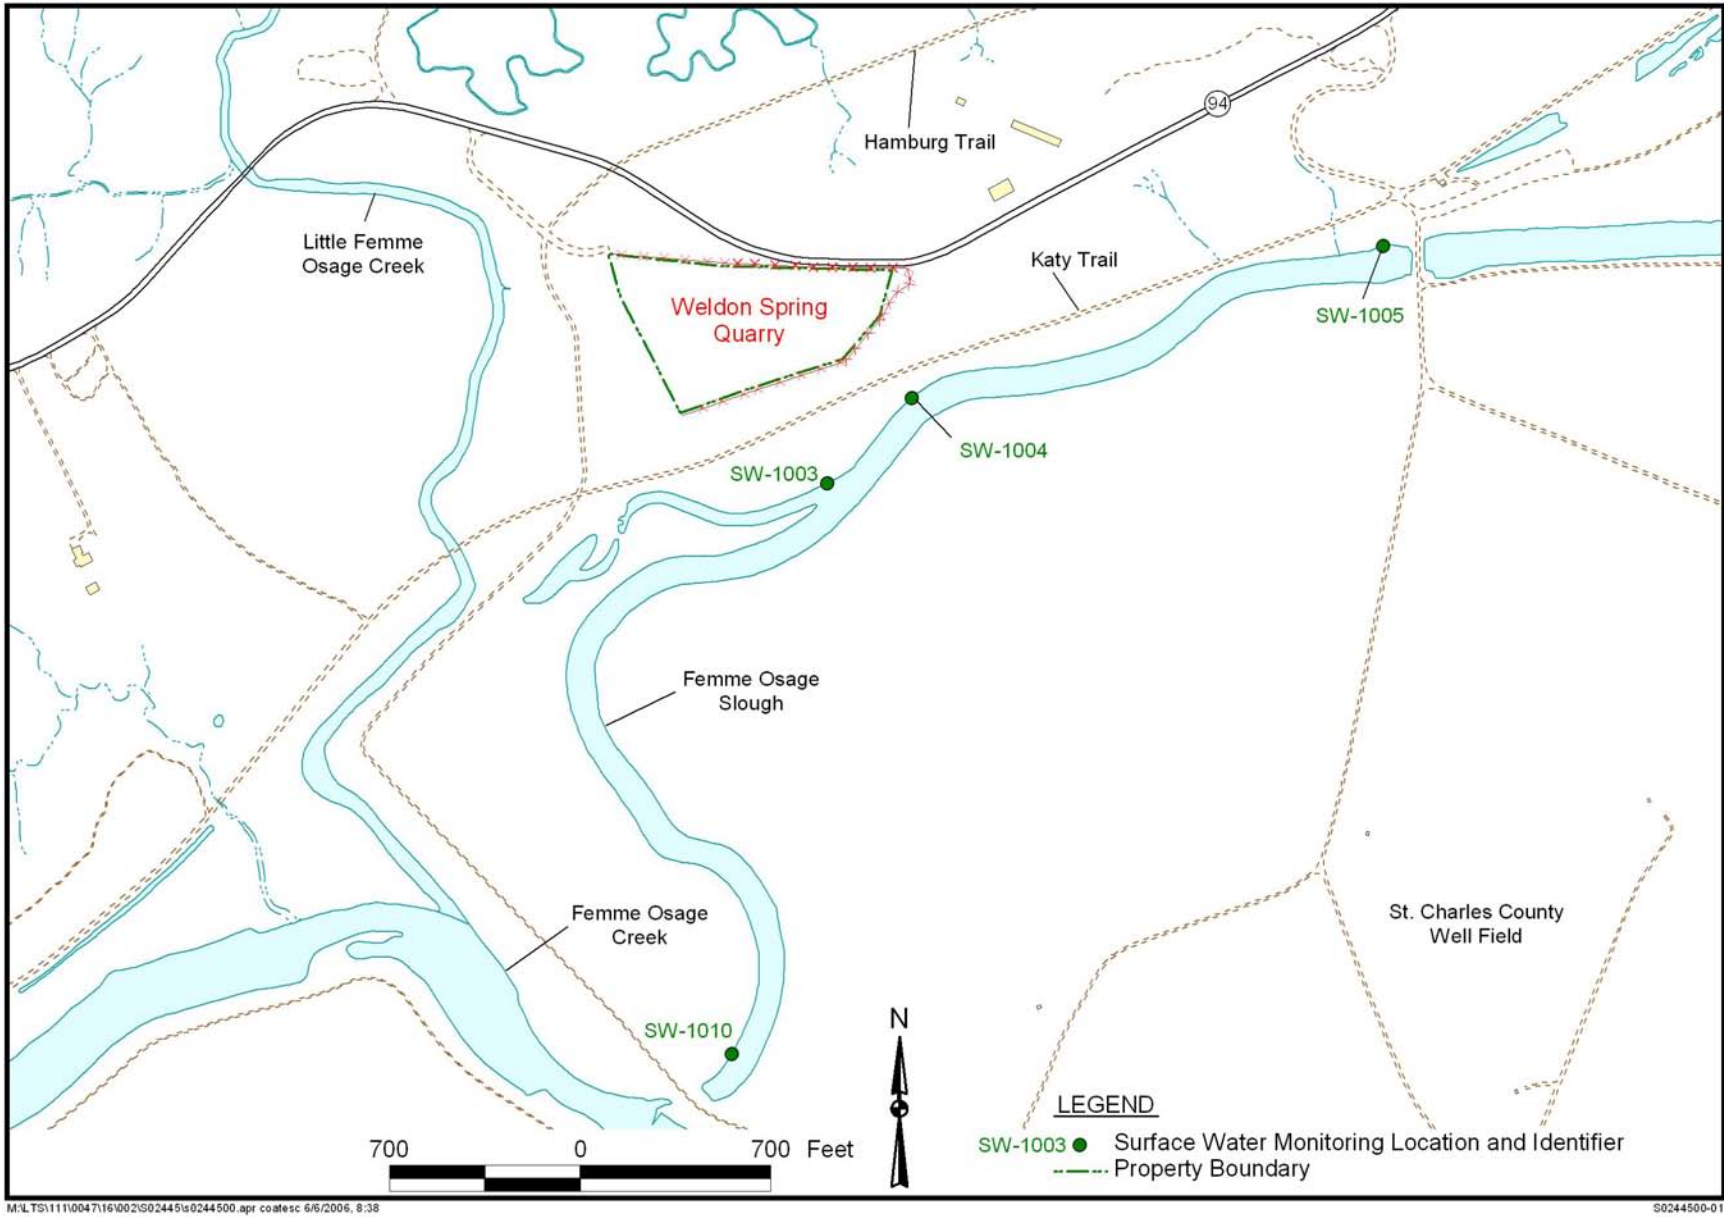 94
Hamburg Trail
Little Femme
Osage Creek
Katy Trail
Weldon Spring
Quarry
SW-1005
SW-1004
SW-1003
Femme Osage
Slough
Femme Osage
Creek
St. Charles County
Well Field
SW-1010
N
LEGEND
SW-1003 Surface Water Monitoring Location and Identifier
Property Boundary
700 0 700 Feet
M:\LTS\111\0047\16\002\S02445\s0244500.apr coatesc 6/6/2006, 8:38
S0244500-01